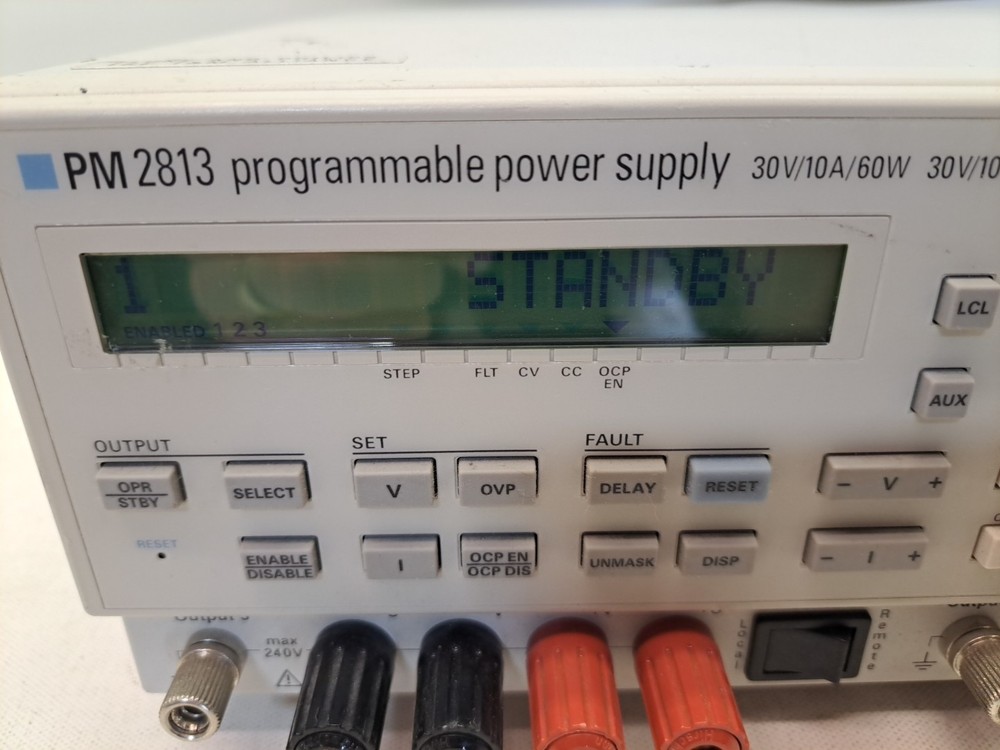 PM 2813 programmable power supply 30V/10A/60W 30V/10
1 STANDBY
ENABLED 1 2 3
STEP FLT CV CC OCP EN
LCL
AUX
OUTPUT SET FAULT
OPR/STBY SELECT V OVP DELAY RESET - V +
RESET
ENABLE/DISABLE I OCP EN/OCP DIS UNMASK DISP - I +
max
240V
Local
Remote